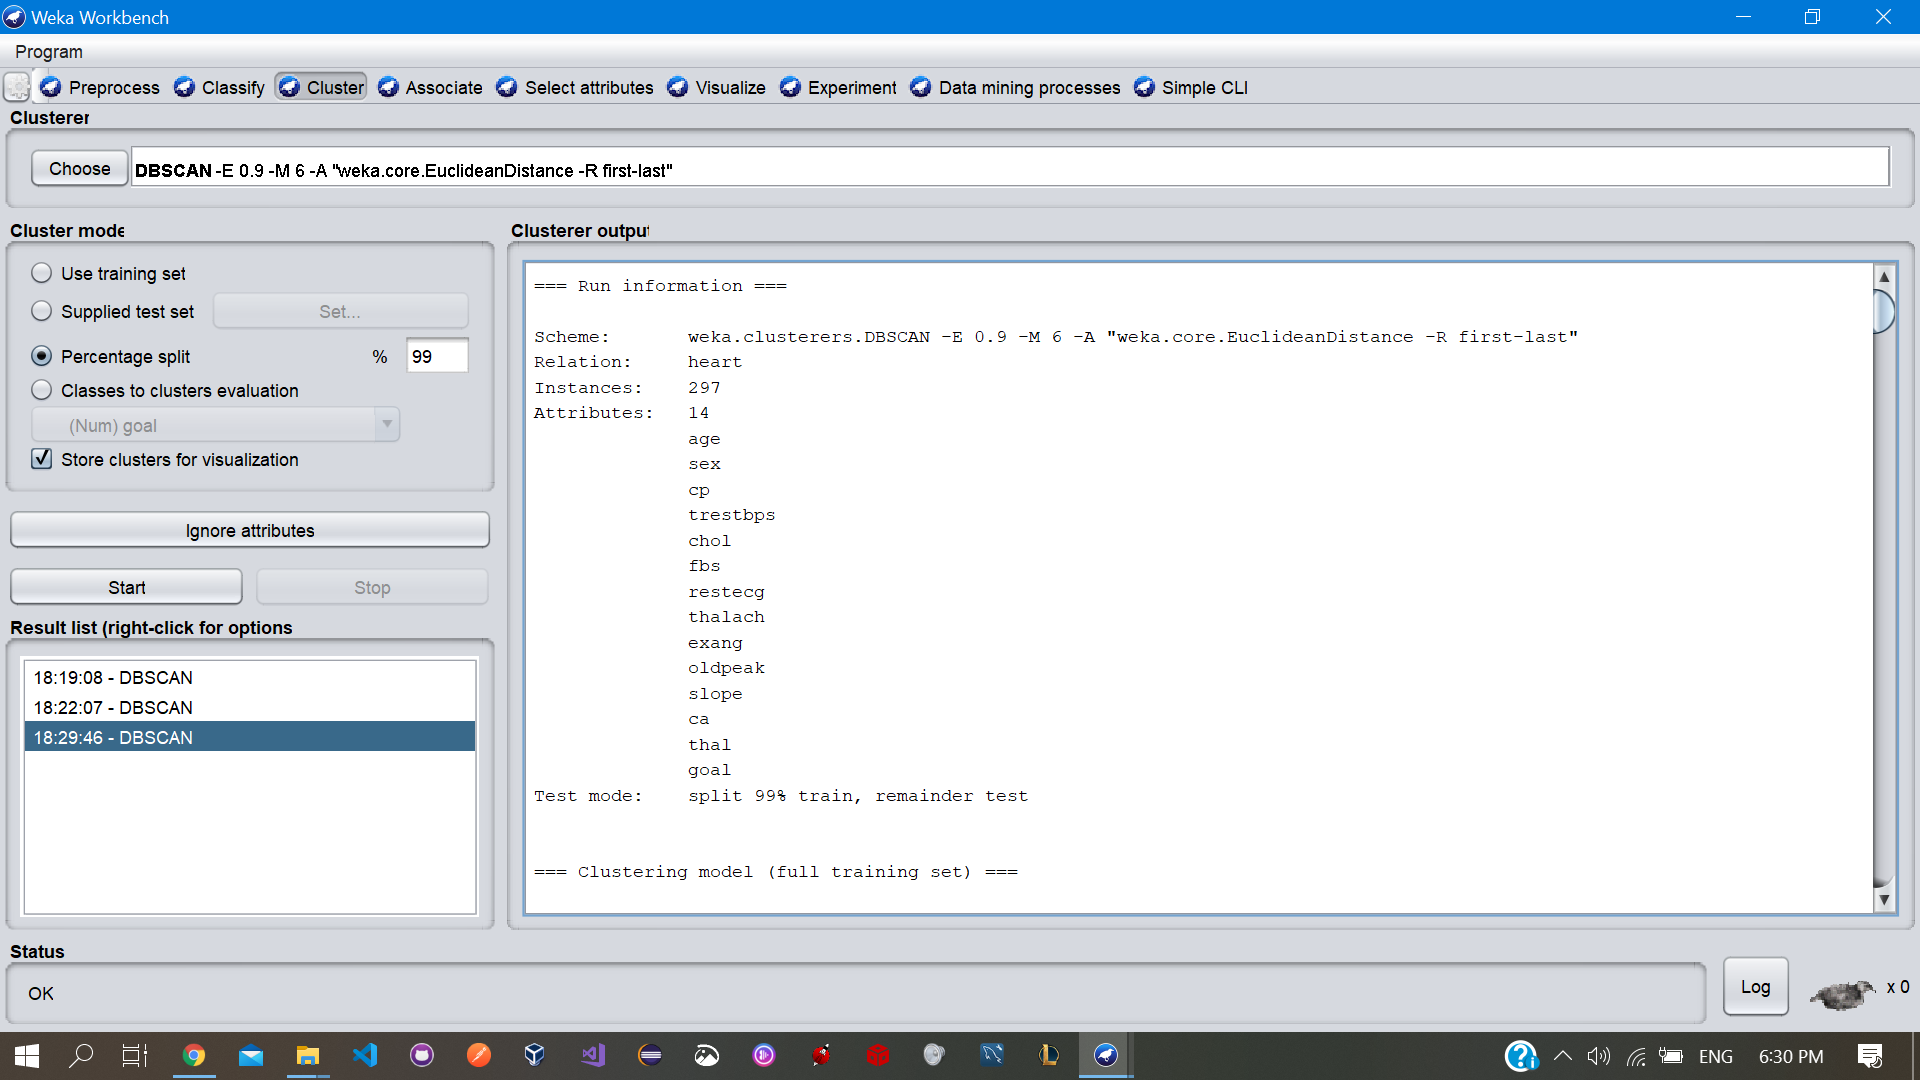 Weka Workbench
Program
Preprocess Classify Cluster Associate Select attributes Visualize Experiment Data mining processes Simple CLI
Clusterer
Choose DBSCAN -E 0.9 -M 6 -A "weka.core.EuclideanDistance -R first-last"
Cluster mode
Use training set
Supplied test set Set...
Percentage split % 99
Classes to clusters evaluation
(Num) goal
Store clusters for visualization
Ignore attributes
Start Stop
Result list (right-click for options
18:19:08 - DBSCAN
18:22:07 - DBSCAN
18:29:46 - DBSCAN
Clusterer output
=== Run information ===
Scheme: weka.clusterers.DBSCAN -E 0.9 -M 6 -A "weka.core.EuclideanDistance -R first-last"
Relation: heart
Instances: 297
Attributes: 14
age
sex
cp
trestbps
chol
fbs
restecg
thalach
exang
oldpeak
slope
ca
thal
goal
Test mode: split 99% train, remainder test
=== Clustering model (full training set) ===
Status
OK
Log x 0
ENG 6:30 PM